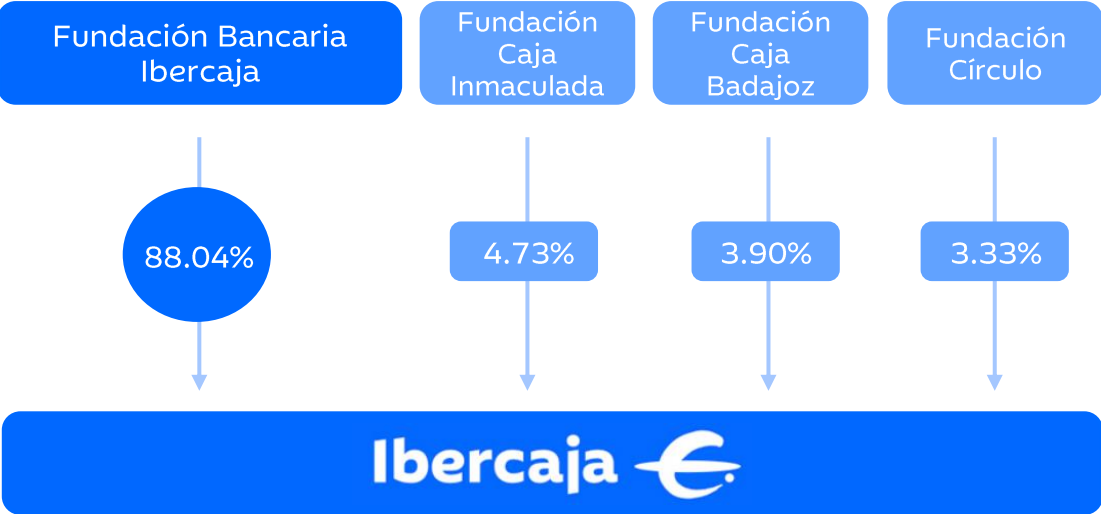 Fundación Bancaria
Ibercaja
Fundación
Caja
Inmaculada
Fundación
Caja
Badajoz
Fundación
Círculo
88.04%
4.73%
3.90%
3.33%
Ibercaja